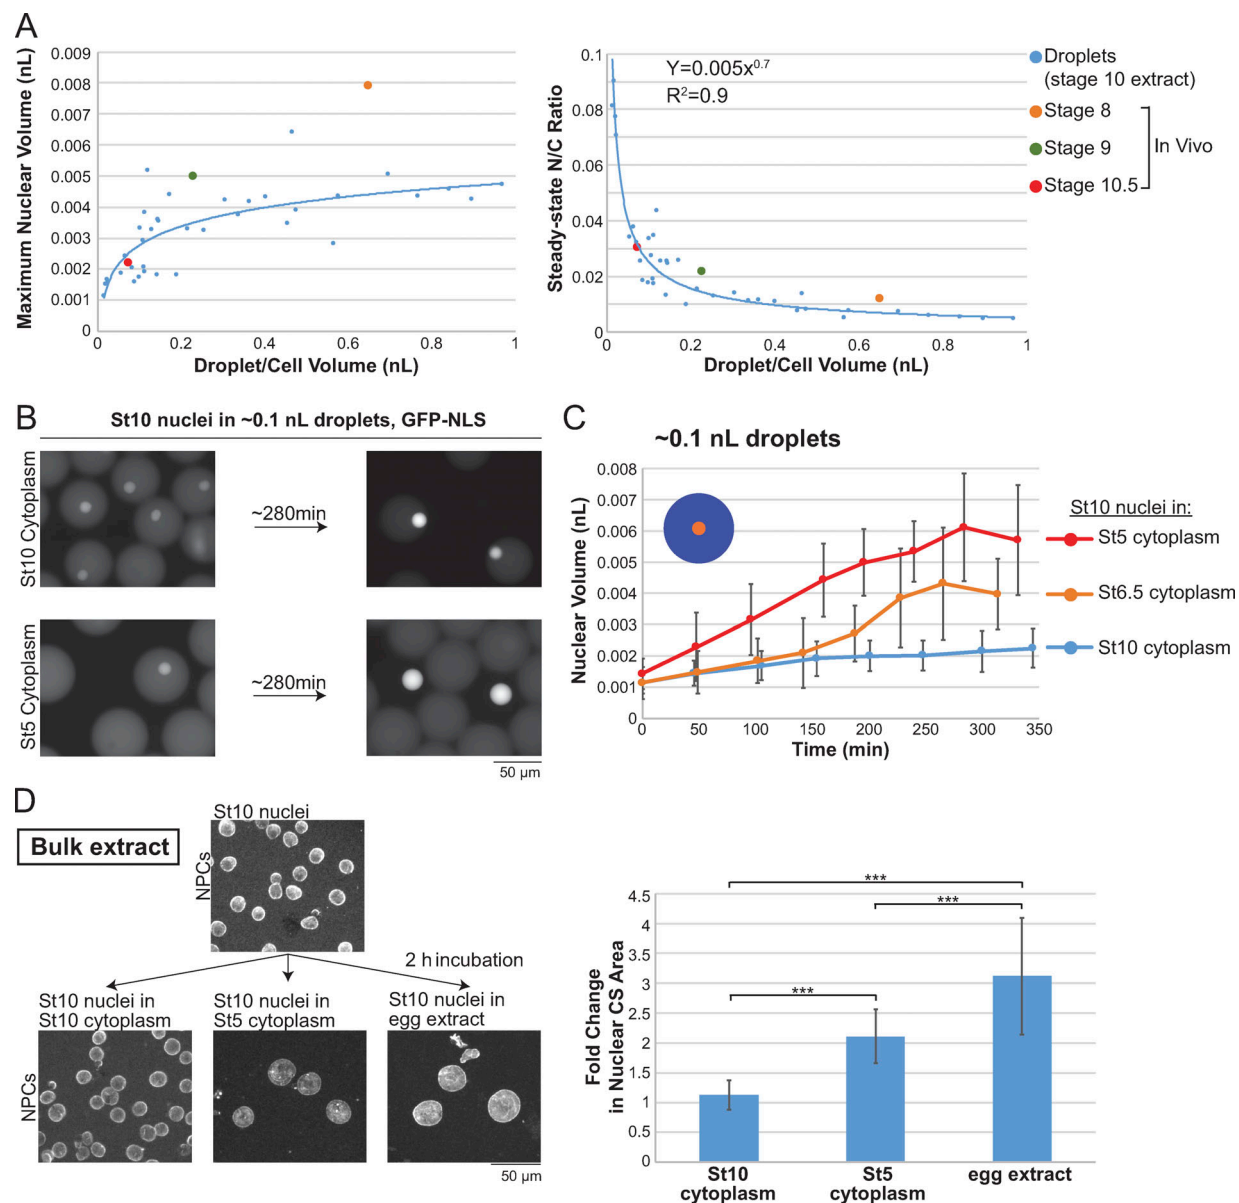 A
Maximum Nuclear Volume (nL)
0.009
0.008
0.007
0.006
0.005
0.004
0.003
0.002
0.001
0
0
0.2
0.4
0.6
0.8
1
Droplet/Cell Volume (nL)
Steady-state N/C Ratio
0.1
0.08
0.06
0.04
0.02
0
0
0.2
0.4
0.6
0.8
1
Droplet/Cell Volume (nL)
Y=0.005x^0.7
R²=0.9
Droplets
(stage 10 extract)
Stage 8
Stage 9
Stage 10.5
In Vivo
B
St10 nuclei in ~0.1 nL droplets, GFP-NLS
St10 Cytoplasm
~280min
St5 Cytoplasm
~280min
50 µm
C
~0.1 nL droplets
Nuclear Volume (nL)
0.008
0.007
0.006
0.005
0.004
0.003
0.002
0.001
0
0
50
100
150
200
250
300
350
Time (min)
St10 nuclei in:
St5 cytoplasm
St6.5 cytoplasm
St10 cytoplasm
D
Bulk extract
St10 nuclei
NPCs
2 h incubation
St10 nuclei in
St10 cytoplasm
St10 nuclei in
St5 cytoplasm
St10 nuclei in
egg extract
NPCs
50 µm
Fold Change
in Nuclear CS Area
4.5
4
3.5
3
2.5
2
1.5
1
0.5
0
***
***
***
St10
cytoplasm
St5
cytoplasm
egg extract